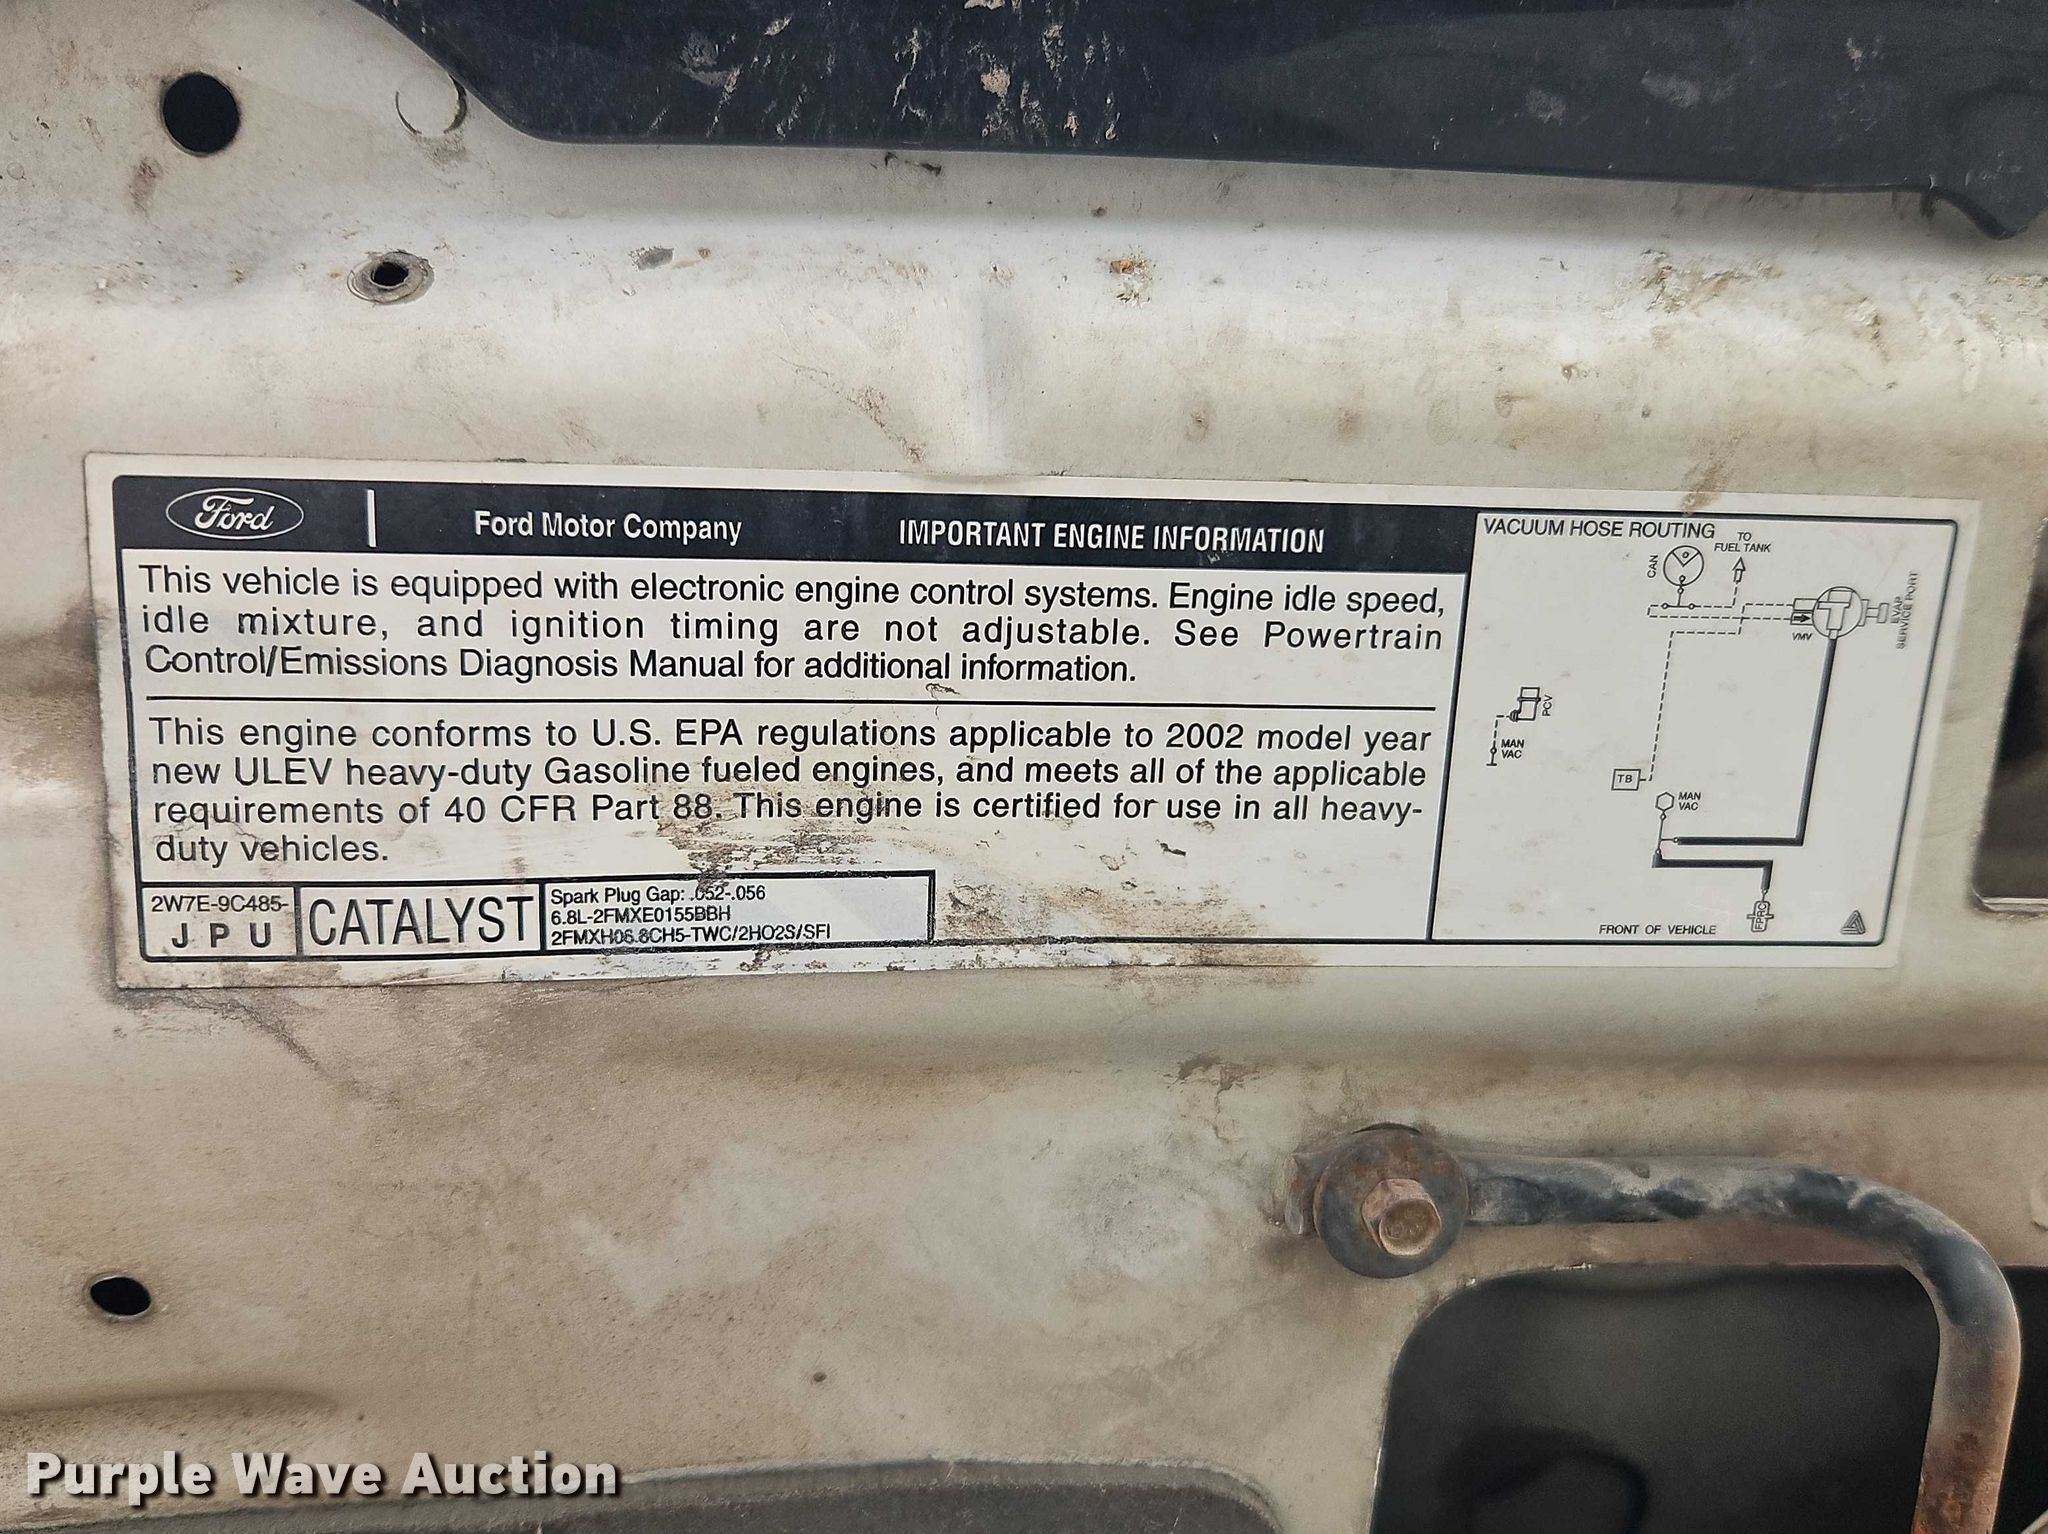 Ford
Ford Motor Company
IMPORTANT ENGINE INFORMATION
This vehicle is equipped with electronic engine control systems. Engine idle speed,
idle mixture, and ignition timing are not adjustable. See Powertrain
Control/Emissions Diagnosis Manual for additional information.
This engine conforms to U.S. EPA regulations applicable to 2002 model year
new ULEV heavy-duty Gasoline fueled engines, and meets all of the applicable
requirements of 40 CFR Part 88. This engine is certified for use in all heavy-
duty vehicles.
2W7E-9C485-
J P U
CATALYST
Spark Plug Gap: .052-.056
6.8L-2FMXE0155BBH
2FMXH06.8CH5-TWC/2HO2S/SFI
VACUUM HOSE ROUTING
TO
FUEL TANK
CAN
VMV
EVAP
SERVICE PORT
PCV
MAN
VAC
TB
MAN
VAC
FPRG
FRONT OF VEHICLE
Purple Wave Auction